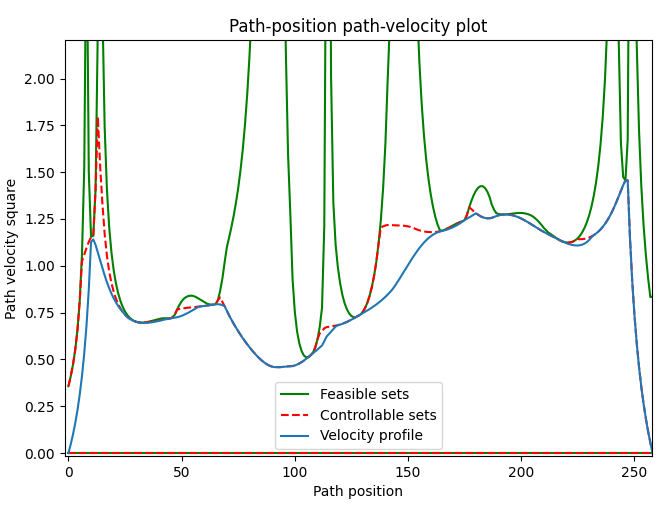 Path-position path-velocity plot
Path velocity square
2.00
1.75
1.50
1.25
1.00
0.75
0.50
0.25
0.00
Feasible sets
Controllable sets
Velocity profile
0 50 100 150 200 250
Path position